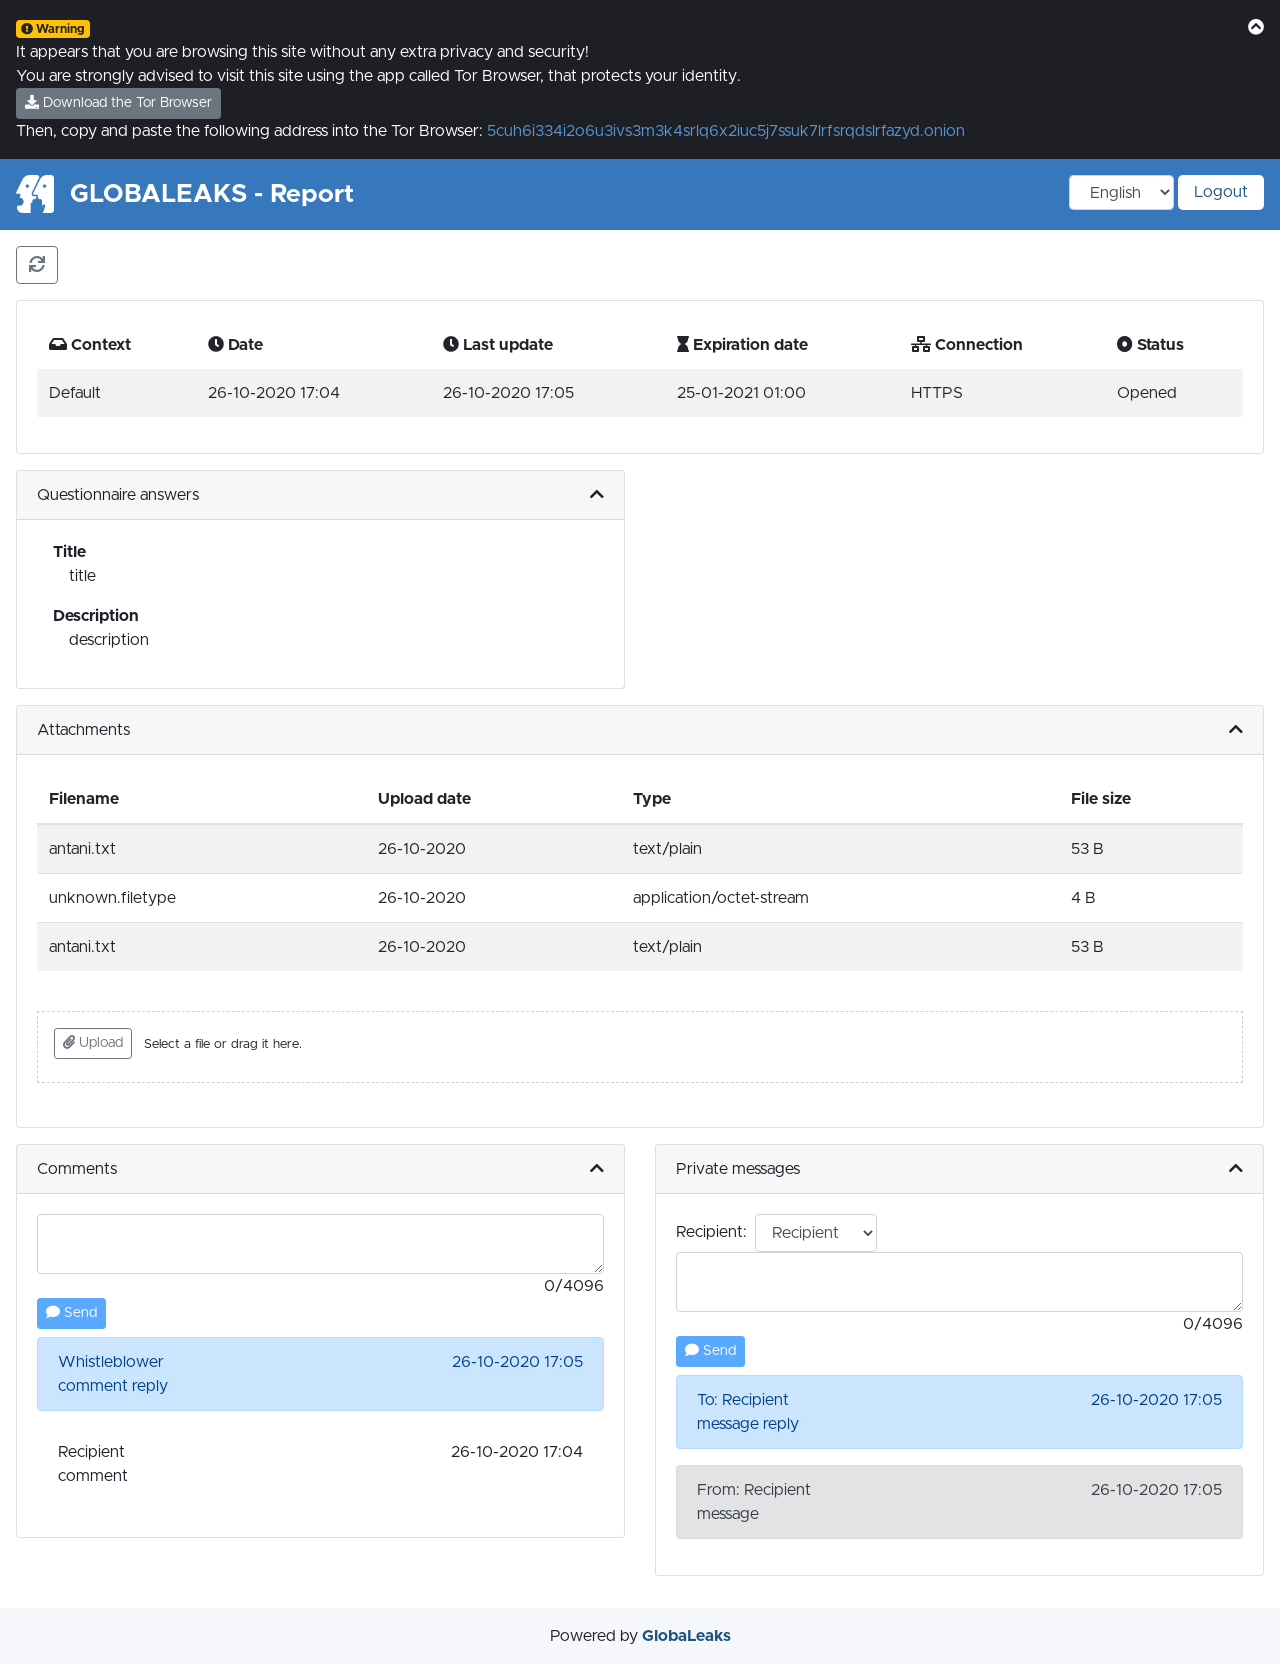 Warning
It appears that you are browsing this site without any extra privacy and security!
You are strongly advised to visit this site using the app called Tor Browser, that protects your identity.
Download the Tor Browser
Then, copy and paste the following address into the Tor Browser: 5cuh6i334i2o6u3ivs3m3k4srlq6x2iuc5j7ssuk7lrfsrqdslrfazyd.onion
GLOBALEAKS - Report
English
Logout
Context Date Last update Expiration date Connection Status
Default 26-10-2020 17:04 26-10-2020 17:05 25-01-2021 01:00 HTTPS Opened
Questionnaire answers
Title
title
Description
description
Attachments
Filename Upload date Type File size
antani.txt 26-10-2020 text/plain 53 B
unknown.filetype 26-10-2020 application/octet-stream 4 B
antani.txt 26-10-2020 text/plain 53 B
Upload Select a file or drag it here.
Comments
0/4096
Send
Whistleblower 26-10-2020 17:05
comment reply
Recipient 26-10-2020 17:04
comment
Private messages
Recipient: Recipient
0/4096
Send
To: Recipient 26-10-2020 17:05
message reply
From: Recipient 26-10-2020 17:05
message
Powered by GlobaLeaks